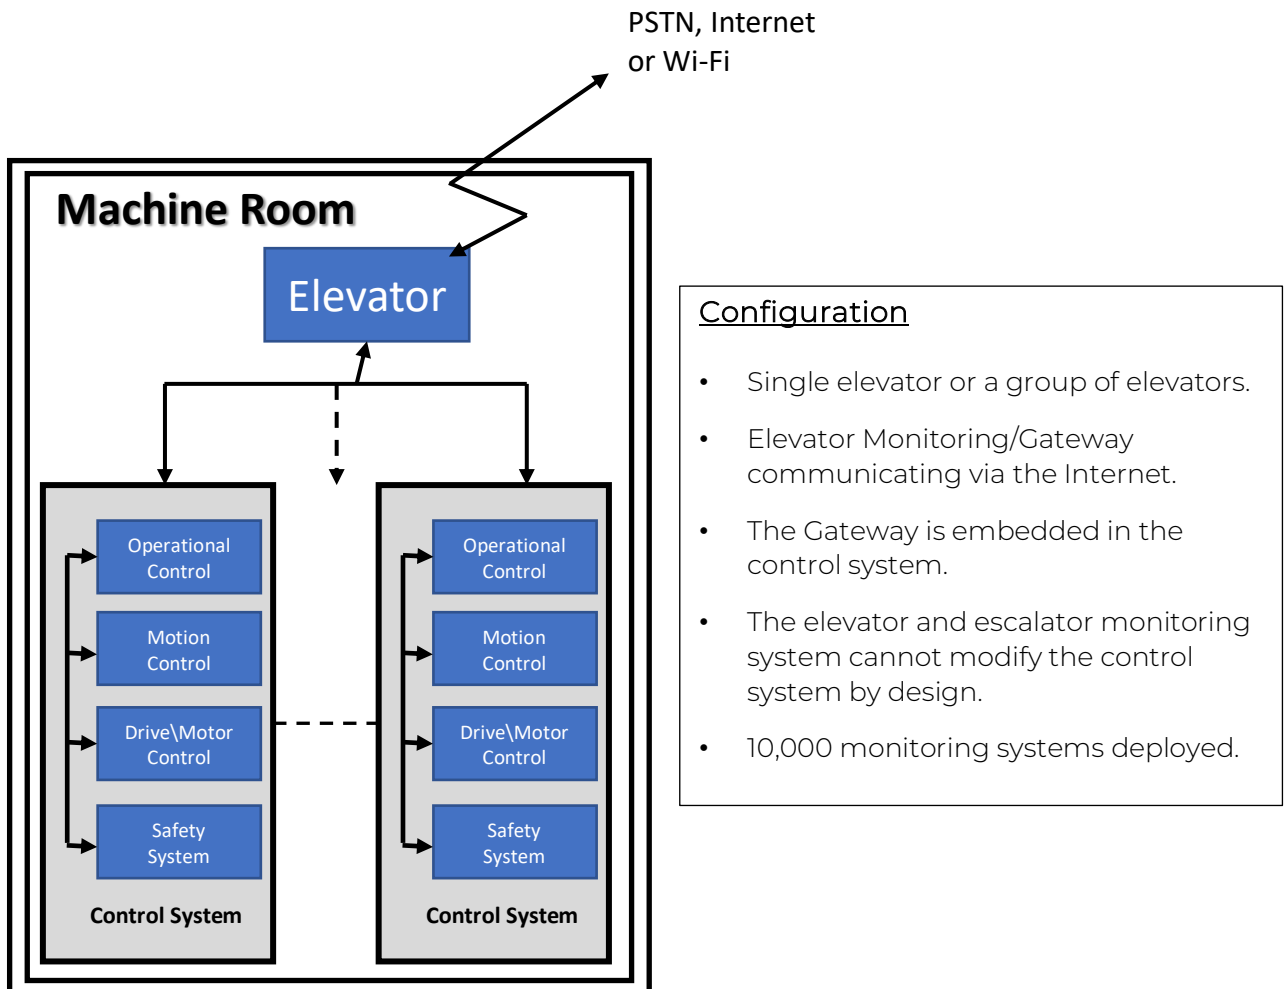 PSTN, Internet
or Wi-Fi
Machine Room
Elevator
Operational
Control
Motion
Control
Drive\Motor
Control
Safety
System
Control System
Operational
Control
Motion
Control
Drive\Motor
Control
Safety
System
Control System
Configuration
• Single elevator or a group of elevators.
• Elevator Monitoring/Gateway
communicating via the Internet.
• The Gateway is embedded in the
control system.
• The elevator and escalator monitoring
system cannot modify the control
system by design.
• 10,000 monitoring systems deployed.